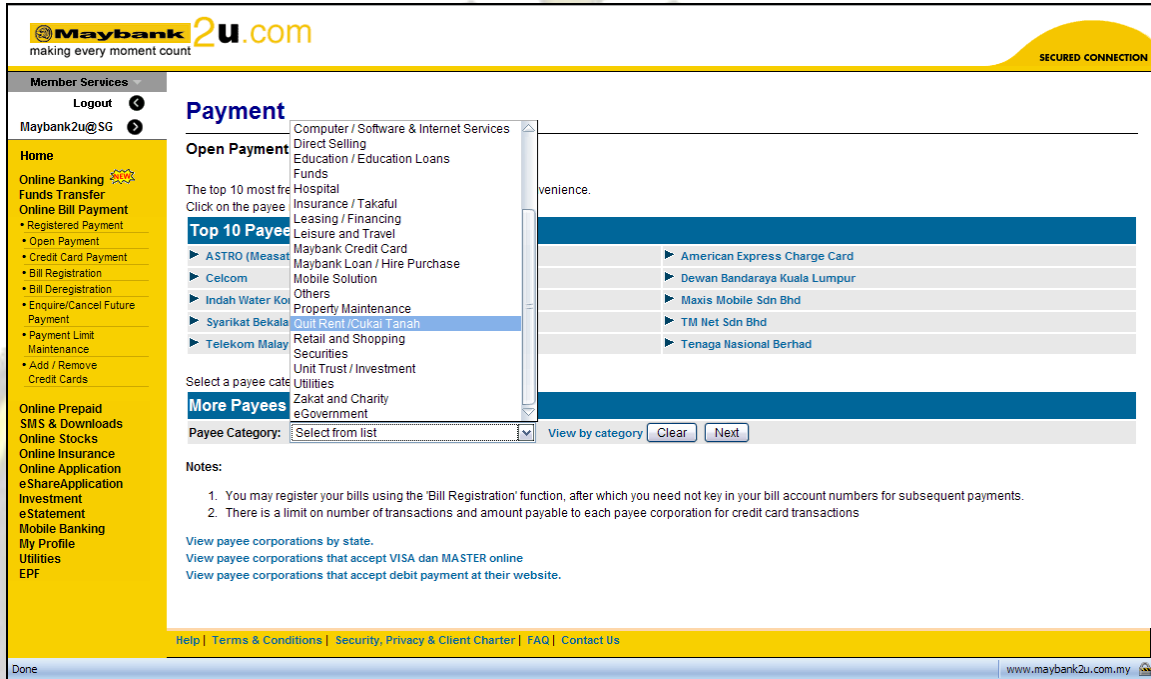 Maybank2u.com
making every moment count
SECURED CONNECTION
Member Services
Logout
Maybank2u@SG
Home
Online Banking NEW
Funds Transfer
Online Bill Payment
• Registered Payment
• Open Payment
• Credit Card Payment
• Bill Registration
• Bill Deregistration
• Enquire/Cancel Future
Payment
• Payment Limit
Maintenance
• Add / Remove
Credit Cards
Online Prepaid
SMS & Downloads
Online Stocks
Online Insurance
Online Application
eShareApplication
Investment
eStatement
Mobile Banking
My Profile
Utilities
EPF
Payment
Open Payment
The top 10 most fre
venience.
Click on the payee
Top 10 Payee
ASTRO (Measat
American Express Charge Card
Celcom
Dewan Bandaraya Kuala Lumpur
Indah Water Ko
Maxis Mobile Sdn Bhd
Syarikat Bekala
TM Net Sdn Bhd
Telekom Malay
Tenaga Nasional Berhad
Computer / Software & Internet Services
Direct Selling
Education / Education Loans
Funds
Hospital
Insurance / Takaful
Leasing / Financing
Leisure and Travel
Maybank Credit Card
Maybank Loan / Hire Purchase
Mobile Solution
Others
Property Maintenance
Quit Rent /Cukai Tanah
Retail and Shopping
Securities
Unit Trust / Investment
Utilities
Zakat and Charity
eGovernment
Select a payee cate
More Payees
Payee Category: Select from list View by category Clear Next
Notes:
1. You may register your bills using the 'Bill Registration' function, after which you need not key in your bill account numbers for subsequent payments.
2. There is a limit on number of transactions and amount payable to each payee corporation for credit card transactions
View payee corporations by state.
View payee corporations that accept VISA dan MASTER online
View payee corporations that accept debit payment at their website.
Help | Terms & Conditions | Security, Privacy & Client Charter | FAQ | Contact Us
Done
www.maybank2u.com.my